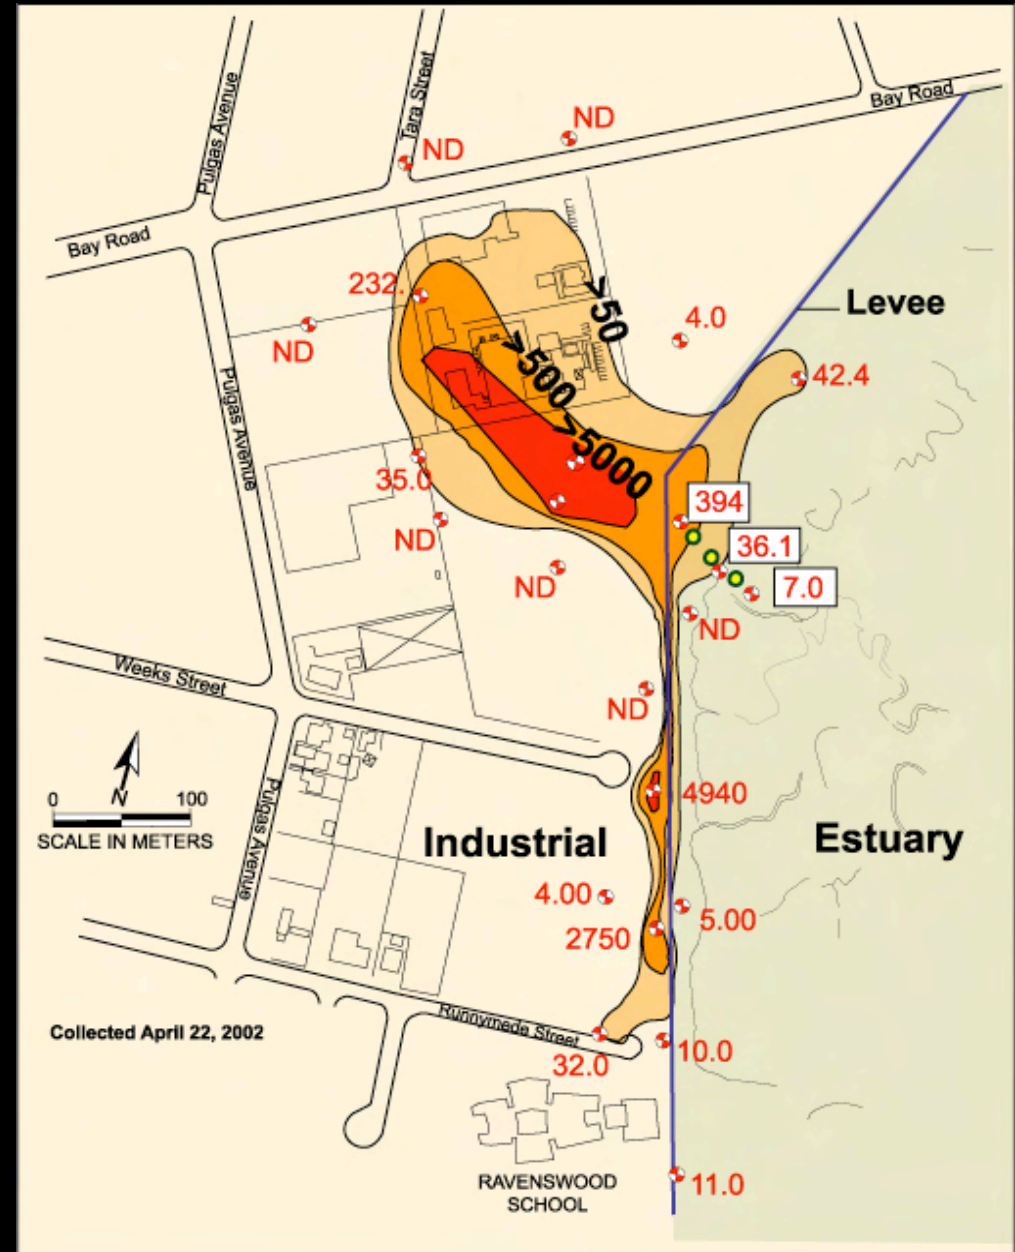 Pulgas Avenue
Tara Street
ND
ND
Bay Road
Bay Road
232.
>50
4.0
Levee
ND
>500
42.4
Pulgas Avenue
>5000
35.0
394
ND
36.1
ND
7.0
ND
Weeks Street
ND
0 N 100
SCALE IN METERS
Pulgas Avenue
4940
Industrial
Estuary
4.00
5.00
2750
Collected April 22, 2002
Runnymede Street
32.0
10.0
RAVENSWOOD
SCHOOL
11.0